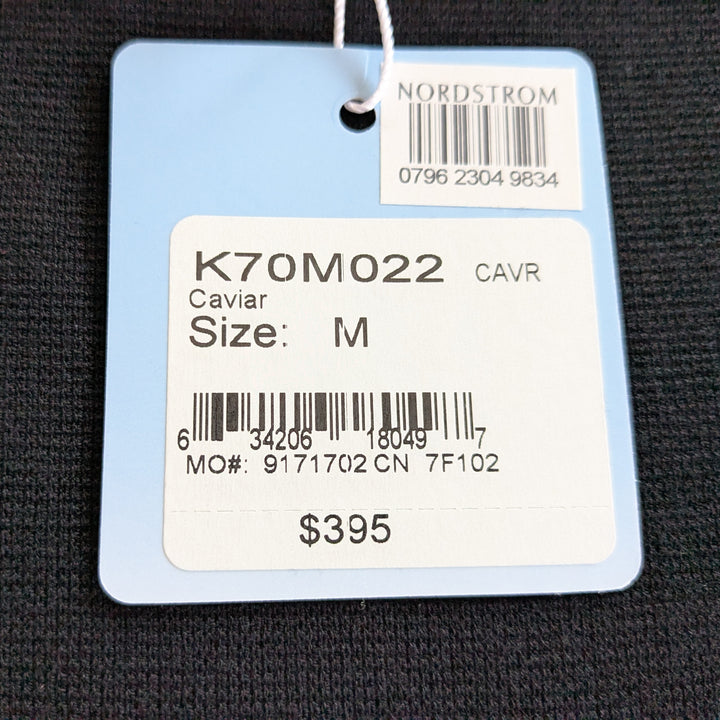 NORDSTROM
0796 2304 9834
K70M022 CAVR
Caviar
Size: M
6 34206 18049 7
MO#: 9171702 CN 7F102
$395